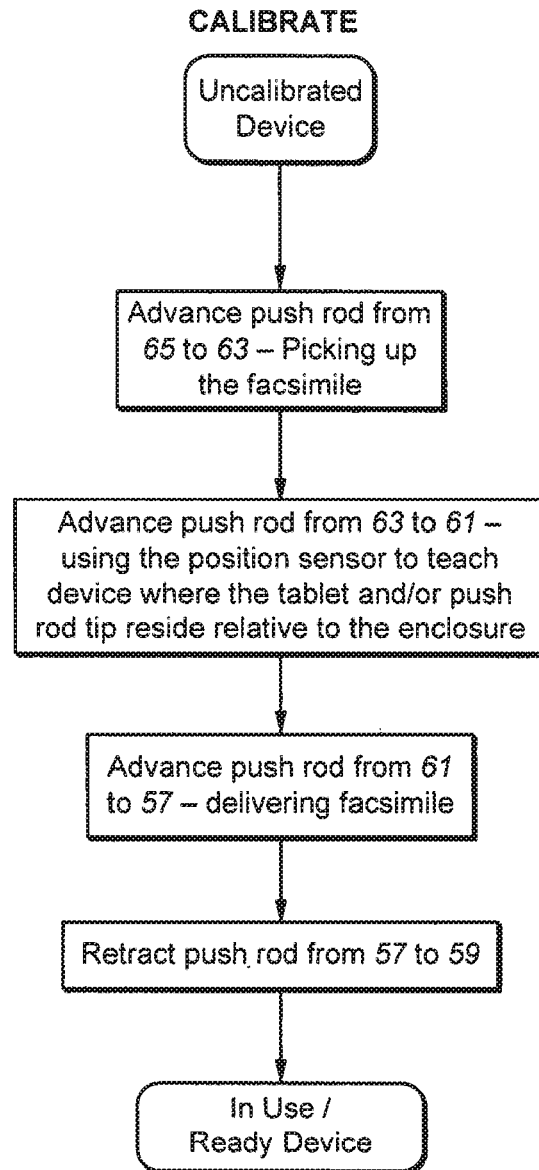 CALIBRATE
Uncalibrated
Device
Advance push rod from
65 to 63 – Picking up
the facsimile
Advance push rod from 63 to 61 –
using the position sensor to teach
device where the tablet and/or push
rod tip reside relative to the enclosure
Advance push rod from 61
to 57 – delivering facsimile
Retract push rod from 57 to 59
In Use /
Ready Device